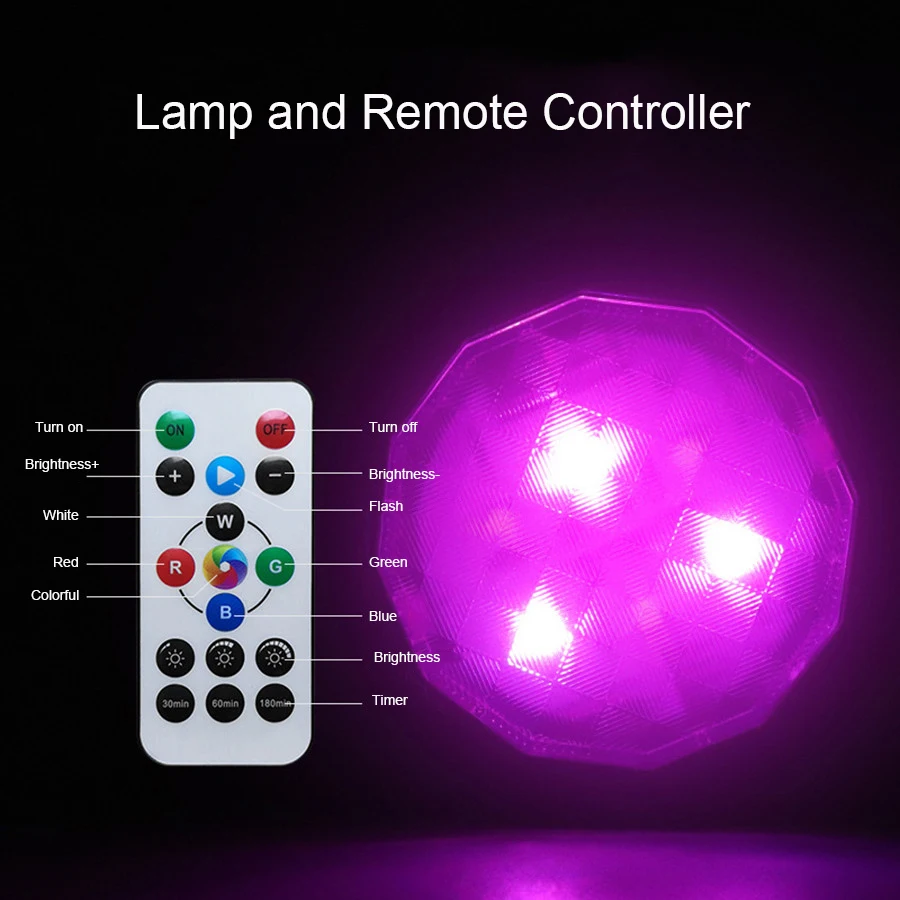 Lamp and Remote Controller
Turn on
Turn off
ON
OFF
Brightness+
Brightness-
+
−
Flash
White
W
Red
R
G
Green
Colorful
B
Blue
Brightness
30min
60min
180min
Timer